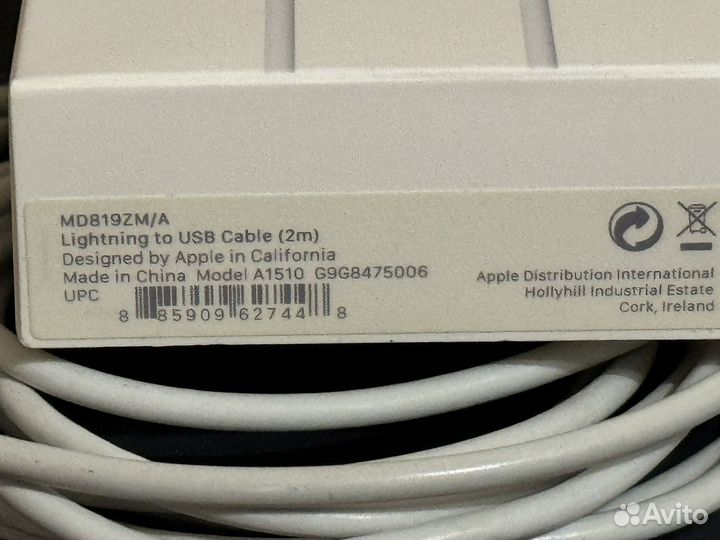 MD819ZM/A
Lightning to USB Cable (2m)
Designed by Apple in California
Made in China Model A1510 G9G8475006
UPC
8 85909 62744 8
Apple Distribution International
Hollyhill Industrial Estate
Cork, Ireland
Avito